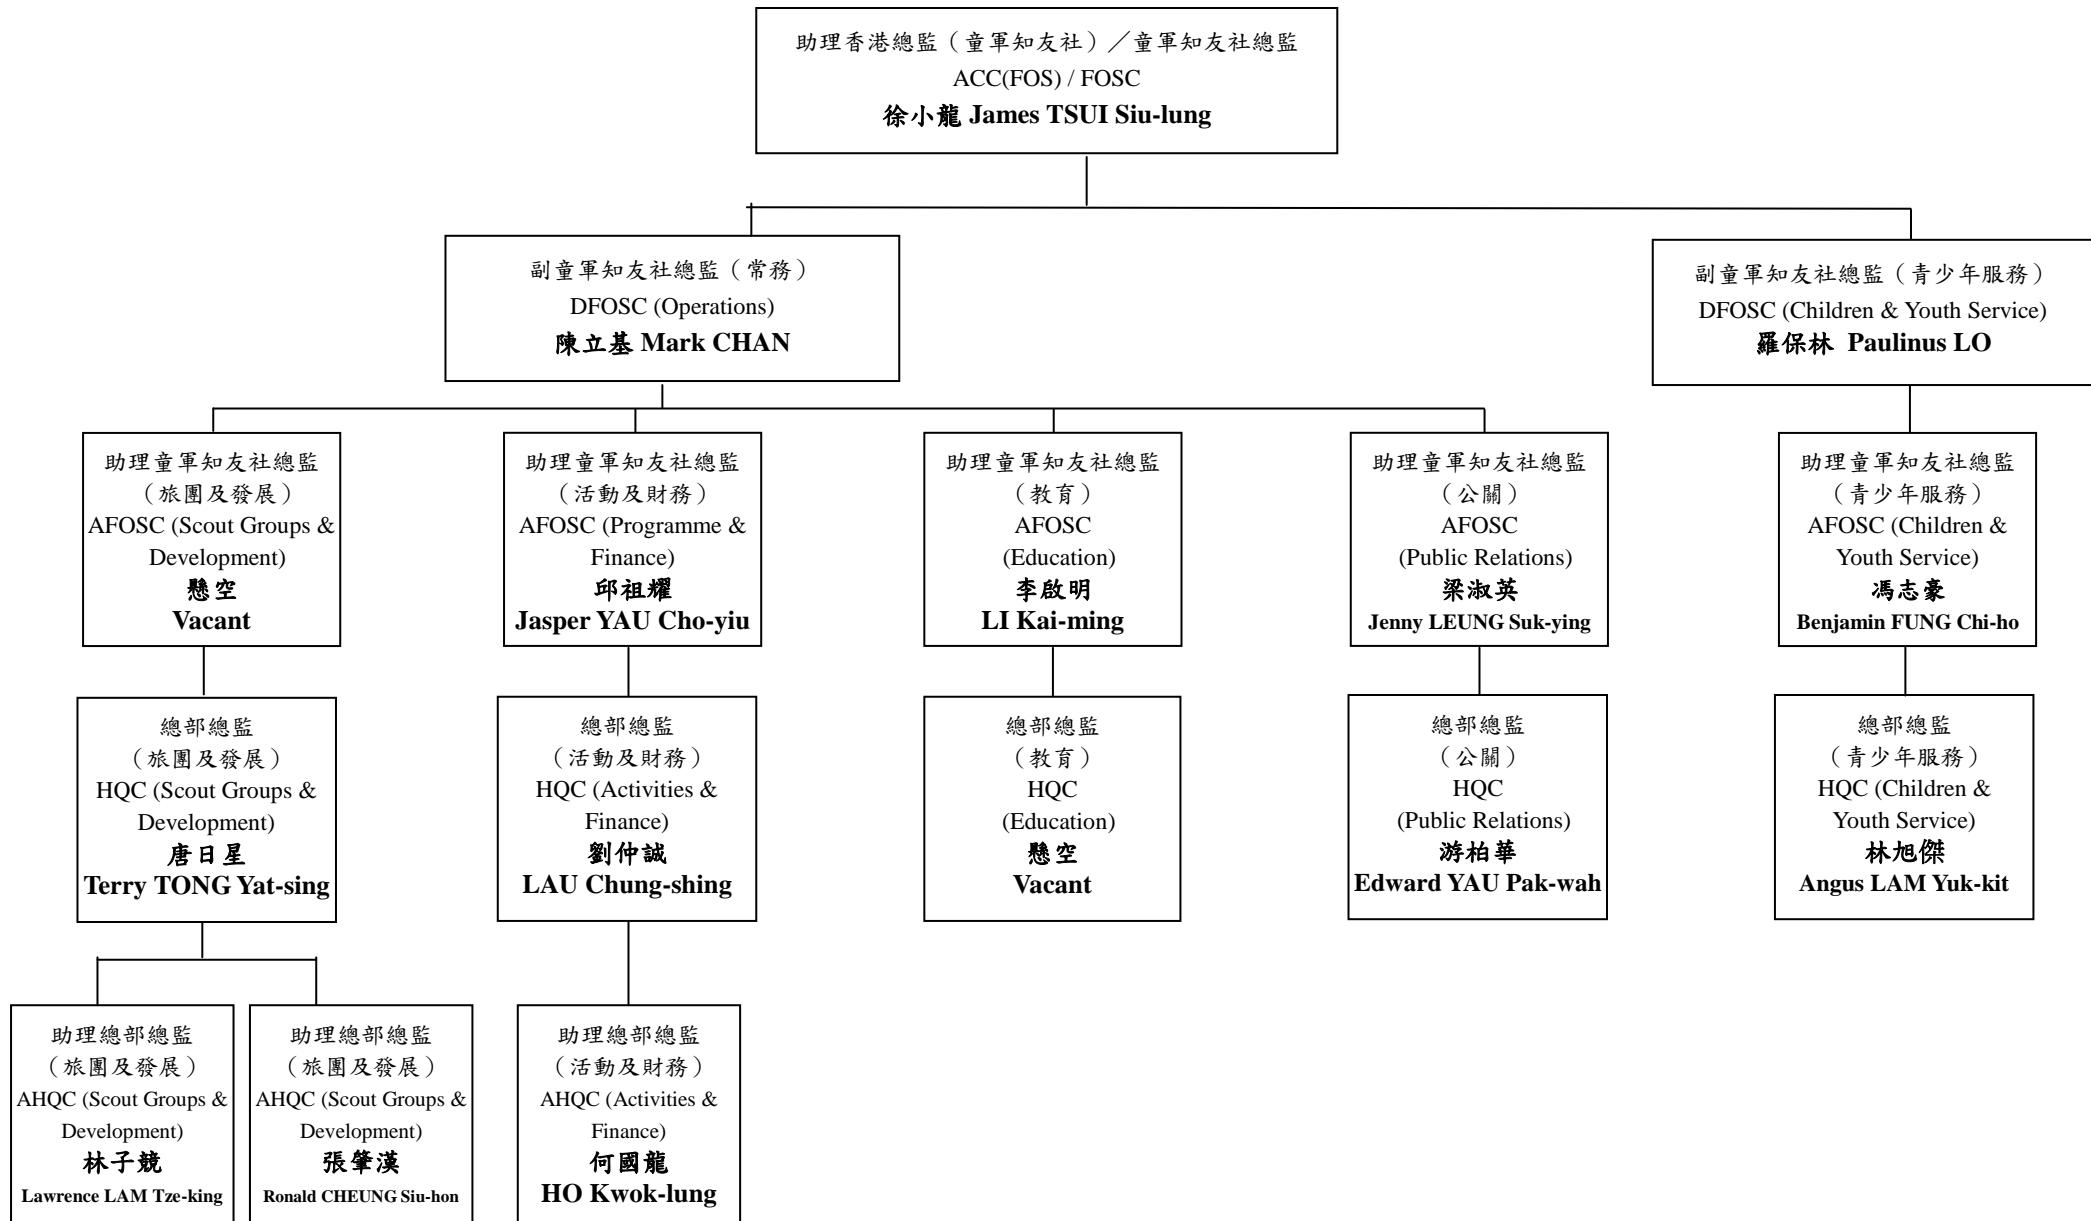 助理香港總監（童軍知友社）／童軍知友社總監
ACC(FOS) / FOSC
徐小龍 James TSUI Siu-lung
副童軍知友社總監（常務）
DFOSC (Operations)
陳立基 Mark CHAN
副童軍知友社總監（青少年服務）
DFOSC (Children & Youth Service)
羅保林 Paulinus LO
助理童軍知友社總監
（旅團及發展）
AFOSC (Scout Groups &
Development)
懸空
Vacant
助理童軍知友社總監
（活動及財務）
AFOSC (Programme &
Finance)
邱祖耀
Jasper YAU Cho-yiu
助理童軍知友社總監
（教育）
AFOSC
(Education)
李啟明
LI Kai-ming
助理童軍知友社總監
（公關）
AFOSC
(Public Relations)
梁淑英
Jenny LEUNG Suk-ying
助理童軍知友社總監
（青少年服務）
AFOSC (Children &
Youth Service)
馮志豪
Benjamin FUNG Chi-ho
總部總監
（旅團及發展）
HQC (Scout Groups &
Development)
唐日星
Terry TONG Yat-sing
總部總監
（活動及財務）
HQC (Activities &
Finance)
劉仲誠
LAU Chung-shing
總部總監
（教育）
HQC
(Education)
懸空
Vacant
總部總監
（公關）
HQC
(Public Relations)
游柏華
Edward YAU Pak-wah
總部總監
（青少年服務）
HQC (Children &
Youth Service)
林旭傑
Angus LAM Yuk-kit
助理總部總監
（旅團及發展）
AHQC (Scout Groups &
Development)
林子競
Lawrence LAM Tze-king
助理總部總監
（旅團及發展）
AHQC (Scout Groups &
Development)
張肇漢
Ronald CHEUNG Siu-hon
助理總部總監
（活動及財務）
AHQC (Activities &
Finance)
何國龍
HO Kwok-lung